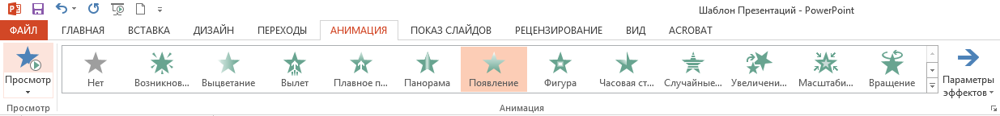 Шаблон Презентаций - PowerPoint
ФАЙЛ ГЛАВНАЯ ВСТАВКА ДИЗАЙН ПЕРЕХОДЫ АНИМАЦИЯ ПОКАЗ СЛАЙДОВ РЕЦЕНЗИРОВАНИЕ ВИД ACROBAT
Просмотр
Нет Возникнов... Выцветание Вылет Плавное п... Панорама Появление Фигура Часовая ст... Случайные... Увеличени... Масштаби... Вращение
Параметры
эффектов
Просмотр Анимация